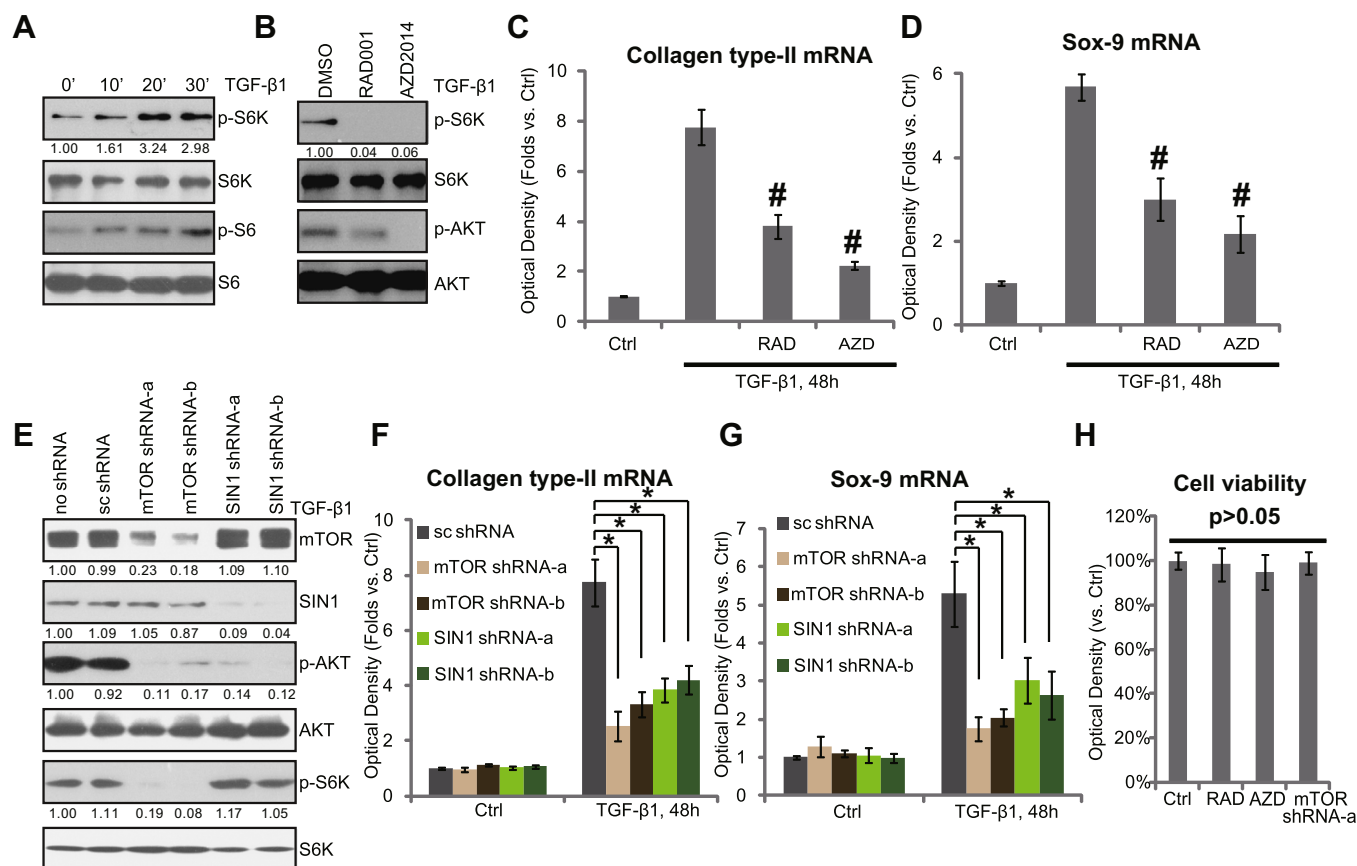 A
0' 10' 20' 30' TGF-β1
p-S6K
1.00 1.61 3.24 2.98
S6K
p-S6
S6
B
DMSO
RAD001
AZD2014
TGF-β1
p-S6K
1.00 0.04 0.06
S6K
p-AKT
AKT
C
Collagen type-II mRNA
Optical Density (Folds vs. Ctrl)
10
8
6
4
2
0
# #
Ctrl RAD AZD
TGF-β1, 48h
D
Sox-9 mRNA
Optical Density (Folds vs. Ctrl)
6
4
2
0
# #
Ctrl RAD AZD
TGF-β1, 48h
E
no shRNA
sc shRNA
mTOR shRNA-a
mTOR shRNA-b
SIN1 shRNA-a
SIN1 shRNA-b
TGF-β1
mTOR
1.00 0.99 0.23 0.18 1.09 1.10
SIN1
1.00 1.09 1.05 0.87 0.09 0.04
p-AKT
1.00 0.92 0.11 0.17 0.14 0.12
AKT
p-S6K
1.00 1.11 0.19 0.08 1.17 1.05
S6K
F
Collagen type-II mRNA
Optical Density (Folds vs. Ctrl)
10
8
6
4
2
0
sc shRNA
mTOR shRNA-a
mTOR shRNA-b
SIN1 shRNA-a
SIN1 shRNA-b
*
*
*
*
Ctrl TGF-β1, 48h
G
Sox-9 mRNA
Optical Density (Folds vs. Ctrl)
7
6
5
4
3
2
1
0
sc shRNA
mTOR shRNA-a
mTOR shRNA-b
SIN1 shRNA-a
SIN1 shRNA-b
*
*
*
*
Ctrl TGF-β1, 48h
H
Cell viability
p>0.05
Optical Density (vs. Ctrl)
120%
100%
80%
60%
40%
20%
0%
Ctrl RAD AZD mTOR
shRNA-a